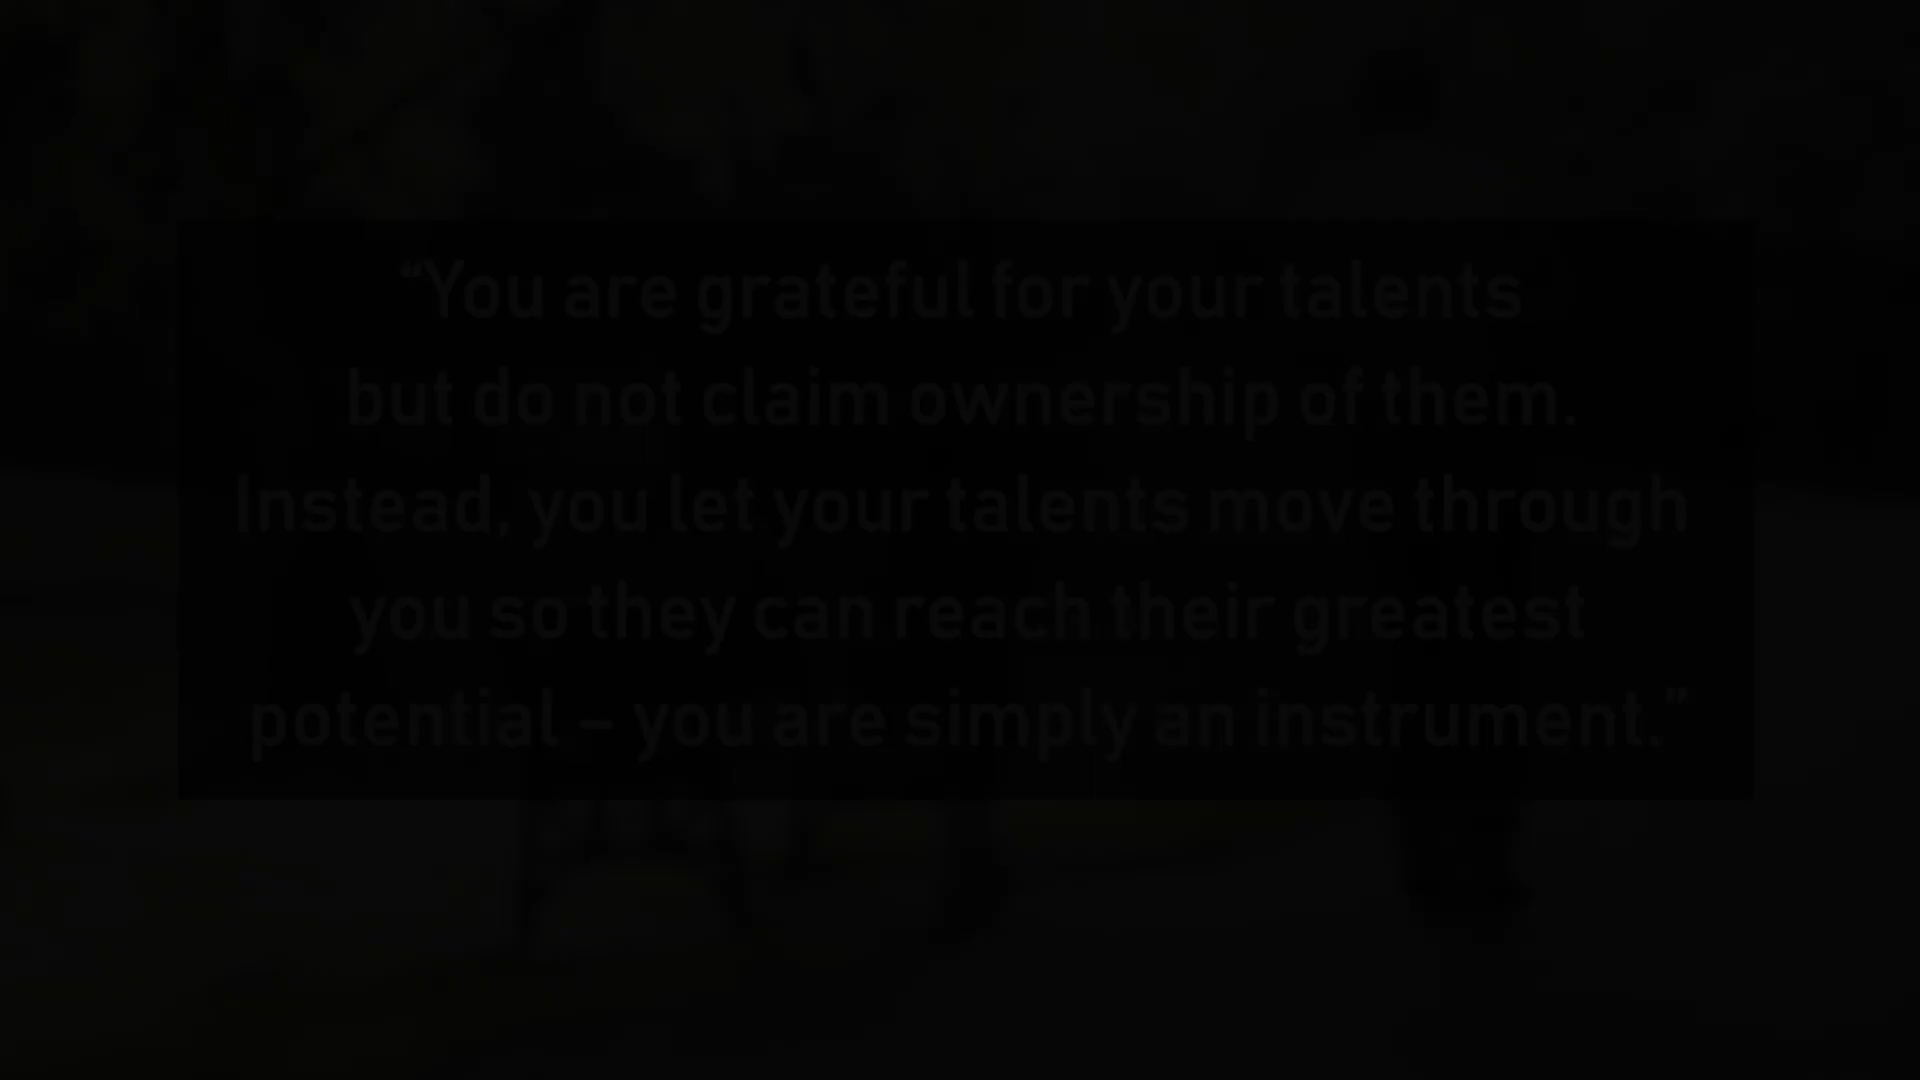 “You are grateful for your talents
but do not claim ownership of them.
Instead, you let your talents move through
you so they can reach their greatest
potential – you are simply an instrument.”